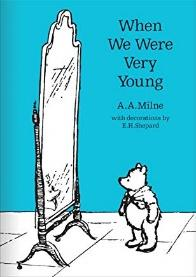 When
We Were
Very
Young
A.A.Milne
with decorations by
E.H.Shepard